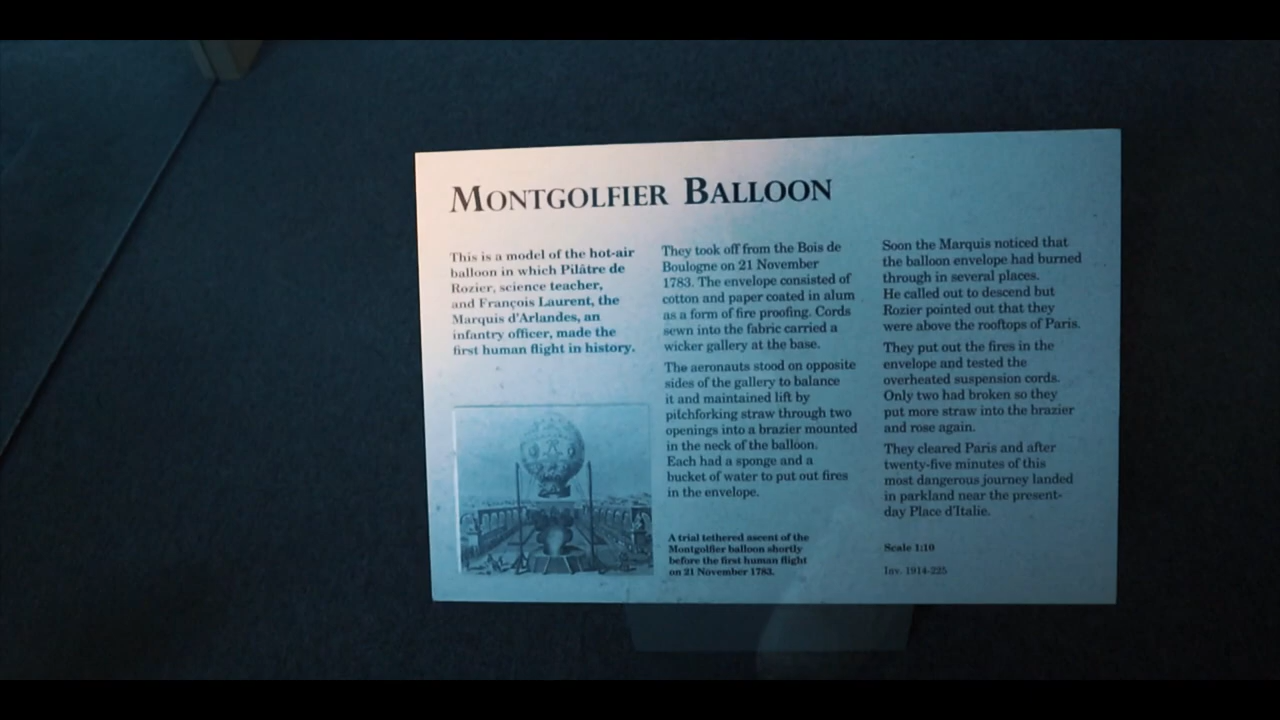 MONTGOLFIER BALLOON
This is a model of the hot-air
balloon in which Pilâtre de
Rozier, science teacher,
and François Laurent, the
Marquis d'Arlandes, an
infantry officer, made the
first human flight in history.
They took off from the Bois de
Boulogne on 21 November
1783. The envelope consisted of
cotton and paper coated in alum
as a form of fire proofing. Cords
sewn into the fabric carried a
wicker gallery at the base.
The aeronauts stood on opposite
sides of the gallery to balance
it and maintained lift by
pitchforking straw through two
openings into a brazier mounted
in the neck of the balloon.
Each had a sponge and a
bucket of water to put out fires
in the envelope.
A trial tethered ascent of the
Montgolfier balloon shortly
before the first human flight
on 21 November 1783.
Soon the Marquis noticed that
the balloon envelope had burned
through in several places.
He called out to descend but
Rozier pointed out that they
were above the rooftops of Paris.
They put out the fires in the
envelope and tested the
overheated suspension cords.
Only two had broken so they
put more straw into the brazier
and rose again.
They cleared Paris and after
twenty-five minutes of this
most dangerous journey landed
in parkland near the present-
day Place d'Italie.
Scale 1:10
Inv. 1914-225